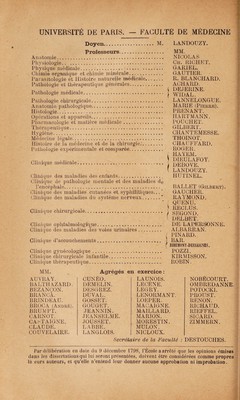 UNIVERSITÉ DE PARIS. — FACULTÉ DE MÉDECINE
Doyen M. LANDOUZY.
Professeurs MM.
Anatomie NICOLAS
Physiologie CH. RICHET.
Physique médicale GARIEL.
Chimie organique et chimie minérale GAUTIER.
Parasitologie et Histoire naturelle médicale R. BLANCHARD.
Pathologie et thérapeutique générales ACHARD.
Pathologie médicale DEJERINE
WIDAL.
Pathologie chirurgicale LANNELONGUE.
Anatomie pathologique MARIE (Pierre).
Histologie PRENANT
Opérations et appareils HARTMANN.
Pharmacologie et matière médicale POUCHET.
Thérapeutique GILBERT.
Hygiène CHANTEMESSE.
Médecine légale THOINOT
Histoire de la médecine et de la chirurgie CHAUFFARD.
Pathologie expérimentale et comparée ROGER.
Clinique médicale HAYEM.
DIEULAFOY.
DEBOVE.
LANDOUZY.
Clinique des maladies des enfants HUTINEL.
Clinique de pathologie mentale et des maladies de
l'encéphale BALLET (GILBERT).
Clinique des maladies cutanées et syphilitiques GAUCHER.
Clinique des maladies du système nerveux RAYMOND.
Clinique chirurgicale QUENU.
RECLUS
SEGOND.
DELBET.
Clinique ophtalmologique DE LAPERSONNE.
Clinique des maladies des voies urinaires ALBARRAN.
Clinique d'accouchements PINARD.
BAR.
RIBEMONT-DESSAIGNES.
Clinique gynécologique POZZI.
Clinique chirurgicale infantile KIRMISSON.
Clinique thérapeutique ROBIN
Agrégés en exercice :
MM.
AUVRAY. CUNÉO. LAUNOIS. NOBÉCOURT.
BALTHAZARD. DEMELIN. LECÈNE. OMBREDANNE.
BEZANÇON. DESGREZ. LEGRY. POTOCKI.
BRANCA. DUVAL. LENORMANT. PROUST.
BRINDEAU. GOSSET. LOEPER. RENON.
BROCA (André). GOUGET. MACAIGNE. RICHAUD.
BRUMPT. JEANNIN. MAILLARD. RIEFFEL.
CARNOT. JEANSELME. MARION. SICARD.
CASTAIGNE. JOUSSET. MORESTIN. ZIMMERN.
CLAUDE. LABBÉ. MULON.
COUVELAIRE. LANGLOIS. NICLOUX.
Secrétaire de la Faculté : DESTOUCHES.
Par délibération en date du 9 décembre 1798, l'École a arrêté que les opinions émises
dans les dissertations qui lui seront présentées, doivent être considérées comme propres
à leurs auteurs, et qu'elle n'entend leur donner aucune approbation ni improbation.